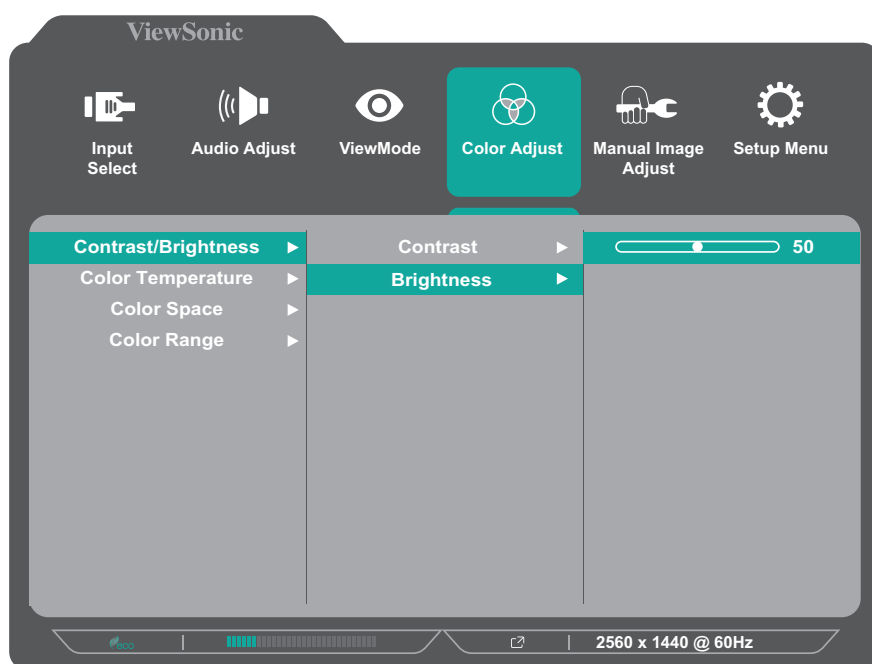 ViewSonic
Input
Select
Audio Adjust
ViewMode
Color Adjust
Manual Image
Adjust
Setup Menu
Contrast/Brightness
Contrast
50
Color Temperature
Brightness
Color Space
Color Range
eco
2560 x 1440 @ 60Hz